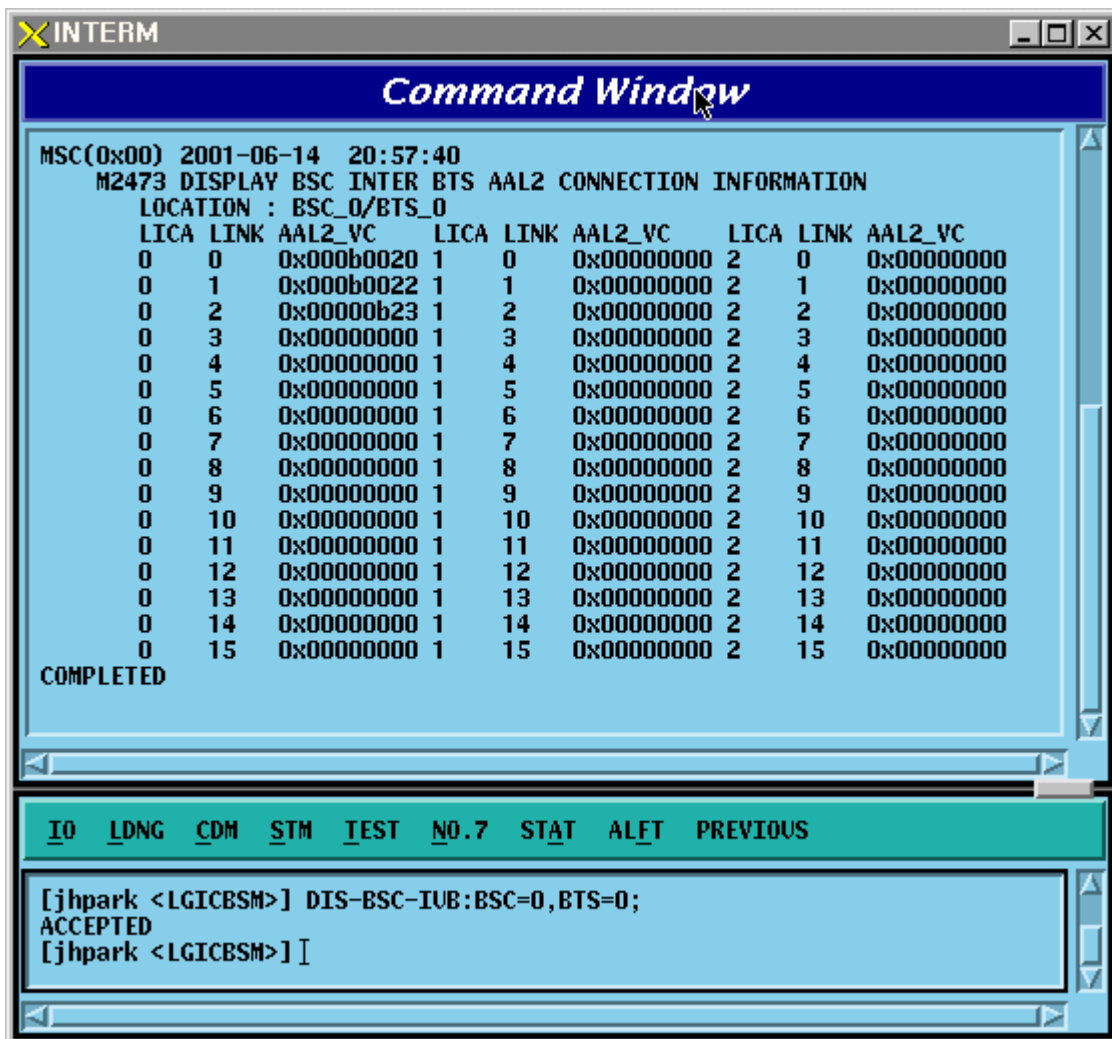 INTERM
Command Window
MSC(0x00) 2001-06-14 20:57:40
M2473 DISPLAY BSC INTER BTS AAL2 CONNECTION INFORMATION
LOCATION : BSC_0/BTS_0
LICA LINK AAL2_VC LICA LINK AAL2_VC LICA LINK AAL2_VC
0 0 0x000b0020 1 0 0x00000000 2 0 0x00000000
0 1 0x000b0022 1 1 0x00000000 2 1 0x00000000
0 2 0x00000b23 1 2 0x00000000 2 2 0x00000000
0 3 0x00000000 1 3 0x00000000 2 3 0x00000000
0 4 0x00000000 1 4 0x00000000 2 4 0x00000000
0 5 0x00000000 1 5 0x00000000 2 5 0x00000000
0 6 0x00000000 1 6 0x00000000 2 6 0x00000000
0 7 0x00000000 1 7 0x00000000 2 7 0x00000000
0 8 0x00000000 1 8 0x00000000 2 8 0x00000000
0 9 0x00000000 1 9 0x00000000 2 9 0x00000000
0 10 0x00000000 1 10 0x00000000 2 10 0x00000000
0 11 0x00000000 1 11 0x00000000 2 11 0x00000000
0 12 0x00000000 1 12 0x00000000 2 12 0x00000000
0 13 0x00000000 1 13 0x00000000 2 13 0x00000000
0 14 0x00000000 1 14 0x00000000 2 14 0x00000000
0 15 0x00000000 1 15 0x00000000 2 15 0x00000000
COMPLETED
IO LDNG CDM STM TEST NO.7 STAT ALFT PREVIOUS
[jhpark <LGICBSM>] DIS-BSC-IVB:BSC=0,BTS=0;
ACCEPTED
[jhpark <LGICBSM>]